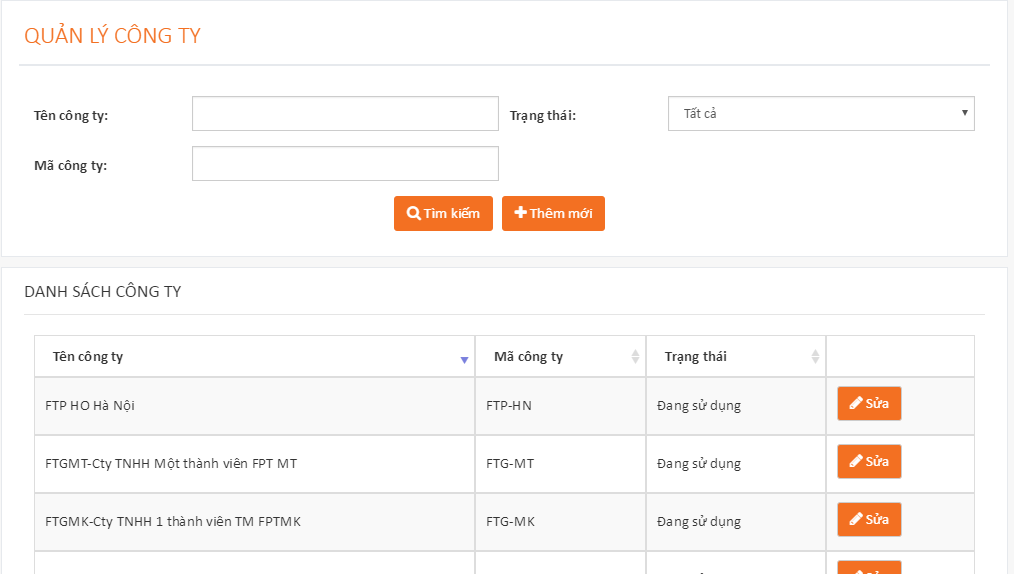 QUẢN LÝ CÔNG TY
Tên công ty: Trạng thái: Tất cả
Mã công ty:
Tìm kiếm Thêm mới
DANH SÁCH CÔNG TY
Tên công ty Mã công ty Trạng thái
FTP HO Hà Nội FTP-HN Đang sử dụng Sửa
FTGMT-Cty TNHH Một thành viên FPT MT FTG-MT Đang sử dụng Sửa
FTGMK-Cty TNHH 1 thành viên TM FPTMK FTG-MK Đang sử dụng Sửa